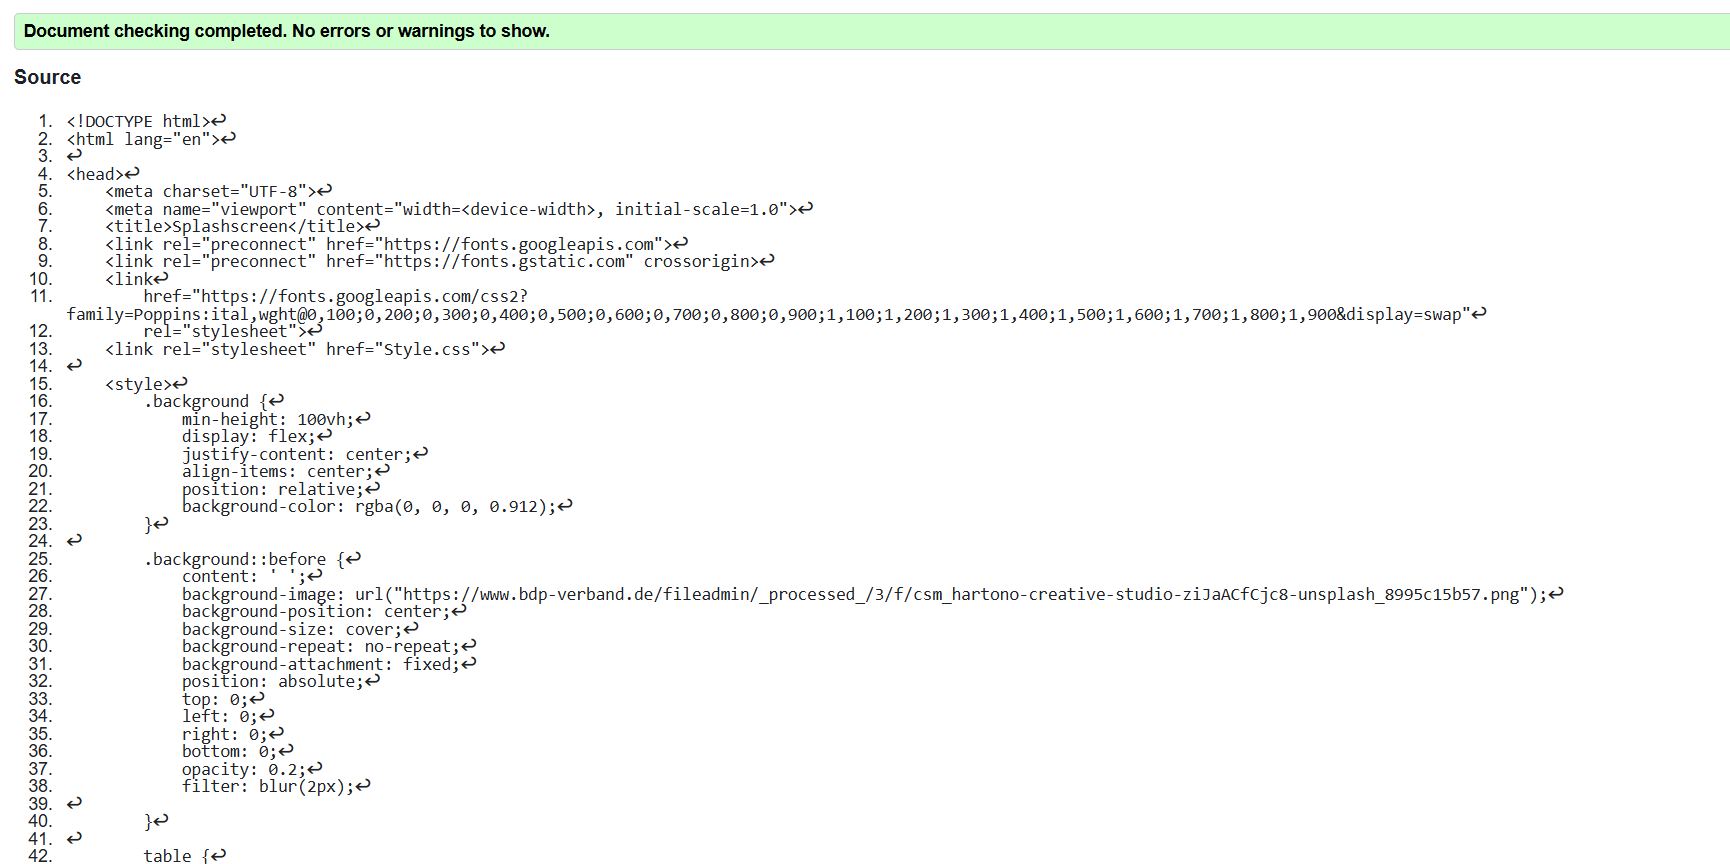 Document checking completed. No errors or warnings to show.
Source
1. <!DOCTYPE html>↩
2. <html lang="en">↩
3. ↩
4. <head>↩
5.     <meta charset="UTF-8">↩
6.     <meta name="viewport" content="width=<device-width>, initial-scale=1.0">↩
7.     <title>Splashscreen</title>↩
8.     <link rel="preconnect" href="https://fonts.googleapis.com">↩
9.     <link rel="preconnect" href="https://fonts.gstatic.com" crossorigin>↩
10.     <link↩
11.         href="https://fonts.googleapis.com/css2?
family=Poppins:ital,wght@0,100;0,200;0,300;0,400;0,500;0,600;0,700;0,800;0,900;1,100;1,200;1,300;1,400;1,500;1,600;1,700;1,800;1,900&display=swap"↩
12.         rel="stylesheet">↩
13.     <link rel="stylesheet" href="Style.css">↩
14. ↩
15.     <style>↩
16.         .background {↩
17.             min-height: 100vh;↩
18.             display: flex;↩
19.             justify-content: center;↩
20.             align-items: center;↩
21.             position: relative;↩
22.             background-color: rgba(0, 0, 0, 0.912);↩
23.         }↩
24. ↩
25.         .background::before {↩
26.             content: ' ';↩
27.             background-image: url("https://www.bdp-verband.de/fileadmin/_processed_/3/f/csm_hartono-creative-studio-ziJaACfCjc8-unsplash_8995c15b57.png");↩
28.             background-position: center;↩
29.             background-size: cover;↩
30.             background-repeat: no-repeat;↩
31.             background-attachment: fixed;↩
32.             position: absolute;↩
33.             top: 0;↩
34.             left: 0;↩
35.             right: 0;↩
36.             bottom: 0;↩
37.             opacity: 0.2;↩
38.             filter: blur(2px);↩
39. ↩
40.         }↩
41. ↩
42.         table {↩